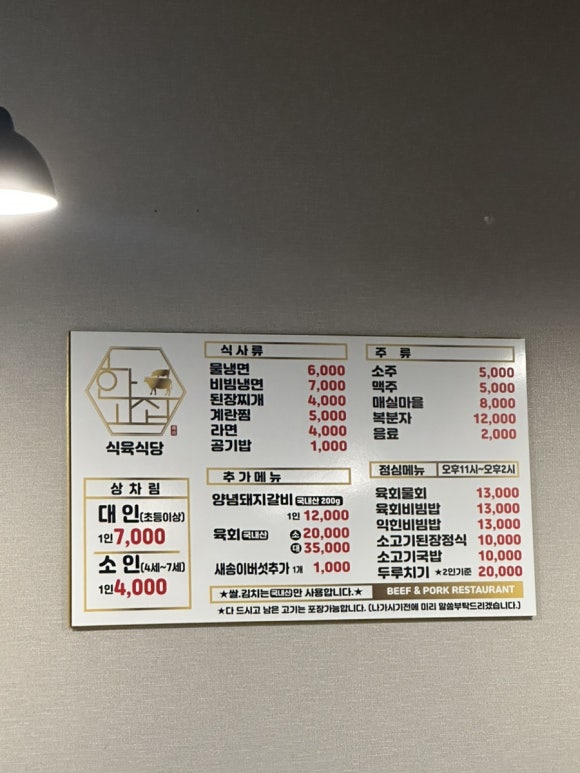 식육식당
상차림
대인(초등이상)
1인 7,000
소인(4세~7세)
1인 4,000
식사류
물냉면 6,000
비빔냉면 7,000
된장찌개 4,000
계란찜 5,000
라면 4,000
공기밥 1,000
추가메뉴
양념돼지갈비 국내산 200g
1인 12,000
육회 국내산 소 20,000
대 35,000
새송이버섯추가 1개 1,000
주 류
소주 5,000
맥주 5,000
매실마을 8,000
복분자 12,000
음료 2,000
점심메뉴 오후11시~오후2시
육회물회 13,000
육회비빔밥 13,000
익힌비빔밥 13,000
소고기된장정식 10,000
소고기국밥 10,000
두루치기 ★2인기준 20,000
★쌀.김치는 국내산만 사용합니다.★
BEEF & PORK RESTAURANT
★다 드시고 남은 고기는 포장가능합니다. (나가시기전에 미리 말씀부탁드리겠습니다.)